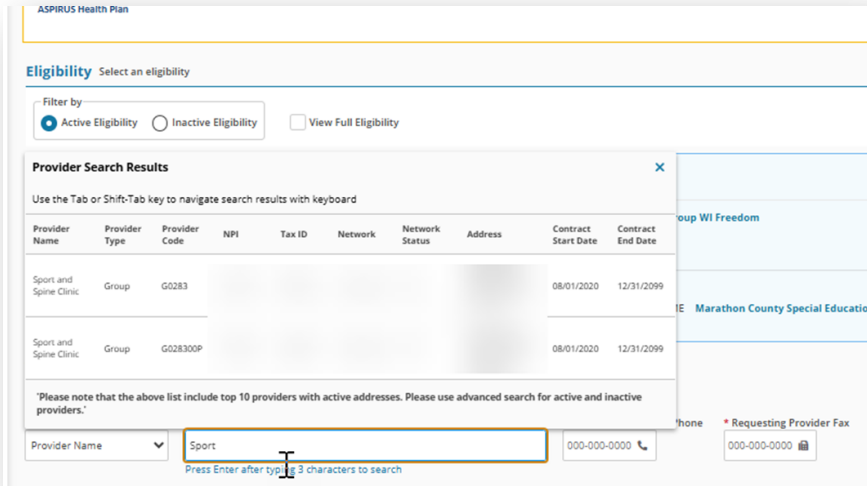 ASPIRUS Health Plan
Eligibility Select an eligibility
Filter by
Active Eligibility Inactive Eligibility View Full Eligibility
Provider Search Results
Use the Tab or Shift-Tab key to navigate search results with keyboard
Provider Name Provider Type Provider Code NPI Tax ID Network Network Status Address Contract Start Date Contract End Date
Sport and Spine Clinic Group G0283 08/01/2020 12/31/2099
Sport and Spine Clinic Group G028300P 08/01/2020 12/31/2099
'Please note that the above list include top 10 providers with active addresses. Please use advanced search for active and inactive
providers.'
roup WI Freedom
IE Marathon County Special Educatio
hone * Requesting Provider Fax
Provider Name Sport 000-000-0000 000-000-0000
Press Enter after typing 3 characters to search